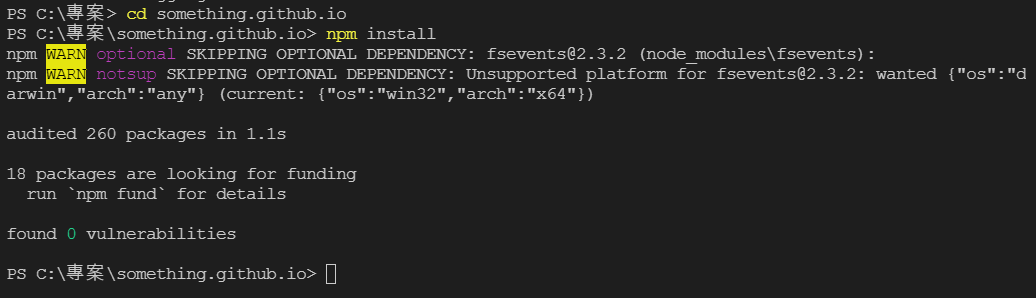 PS C:\專案> cd something.github.io
PS C:\專案\something.github.io> npm install
npm WARN optional SKIPPING OPTIONAL DEPENDENCY: fsevents@2.3.2 (node_modules\fsevents):
npm WARN notsup SKIPPING OPTIONAL DEPENDENCY: Unsupported platform for fsevents@2.3.2: wanted {"os":"d
arwin","arch":"any"} (current: {"os":"win32","arch":"x64"})
audited 260 packages in 1.1s
18 packages are looking for funding
  run `npm fund` for details
found 0 vulnerabilities
PS C:\專案\something.github.io>